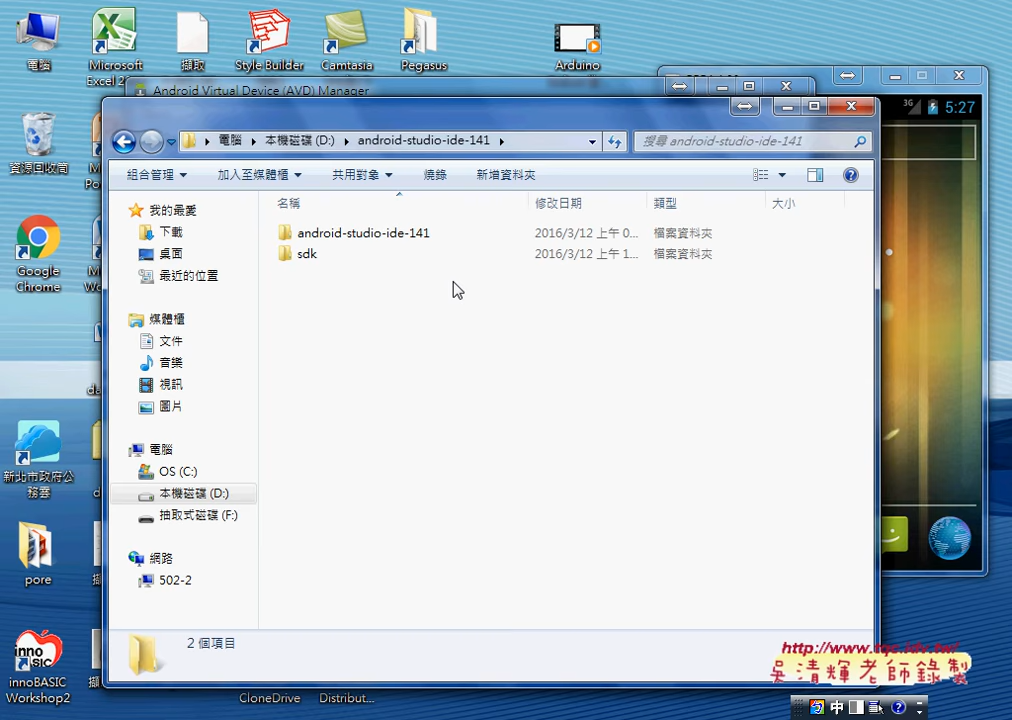 電腦
Microsoft
Excel 2
擷取
Style Builder
Camtasia
Pegasus
Arduino
Android Virtual Device (AVD) Manager
3G
5:27
電腦
本機磁碟 (D:)
android-studio-ide-141
搜尋 android-studio-ide-141
組合管理
加入至媒體櫃
共用對象
燒錄
新增資料夾
名稱
修改日期
類型
大小
android-studio-ide-141
2016/3/12 上午 0...
檔案資料夾
sdk
2016/3/12 上午 1...
檔案資料夾
我的最愛
下載
桌面
最近的位置
媒體櫃
文件
音樂
視訊
圖片
電腦
OS (C:)
本機磁碟 (D:)
抽取式磁碟 (F:)
網路
502-2
2 個項目
資源回收筒
Google
Chrome
新北市政府公
務雲
pore
innoBASIC
Workshop2
CloneDrive
Distribut...
http://www.tqc.idv.tw/
吳清輝老師錄製
中